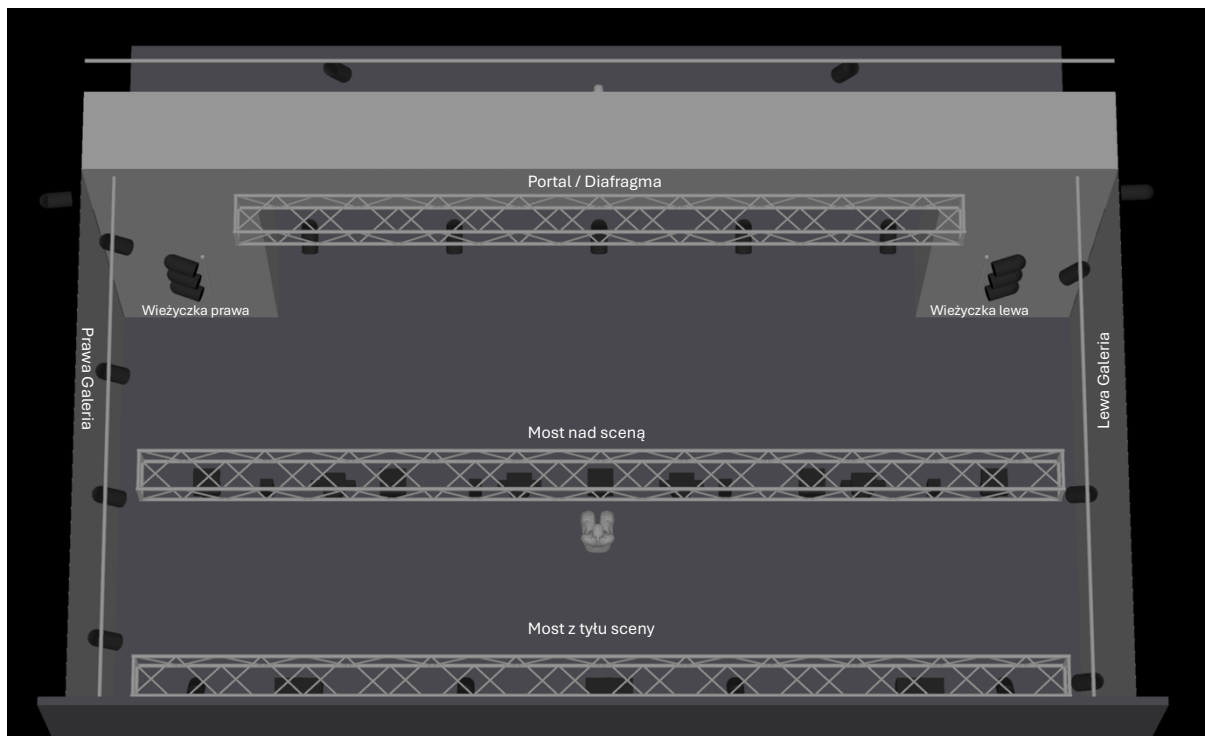 Portal / Diafragma
Wieżyczka prawa
Wieżyczka lewa
Prawa Galeria
Lewa Galeria
Most nad sceną
Most z tyłu sceny